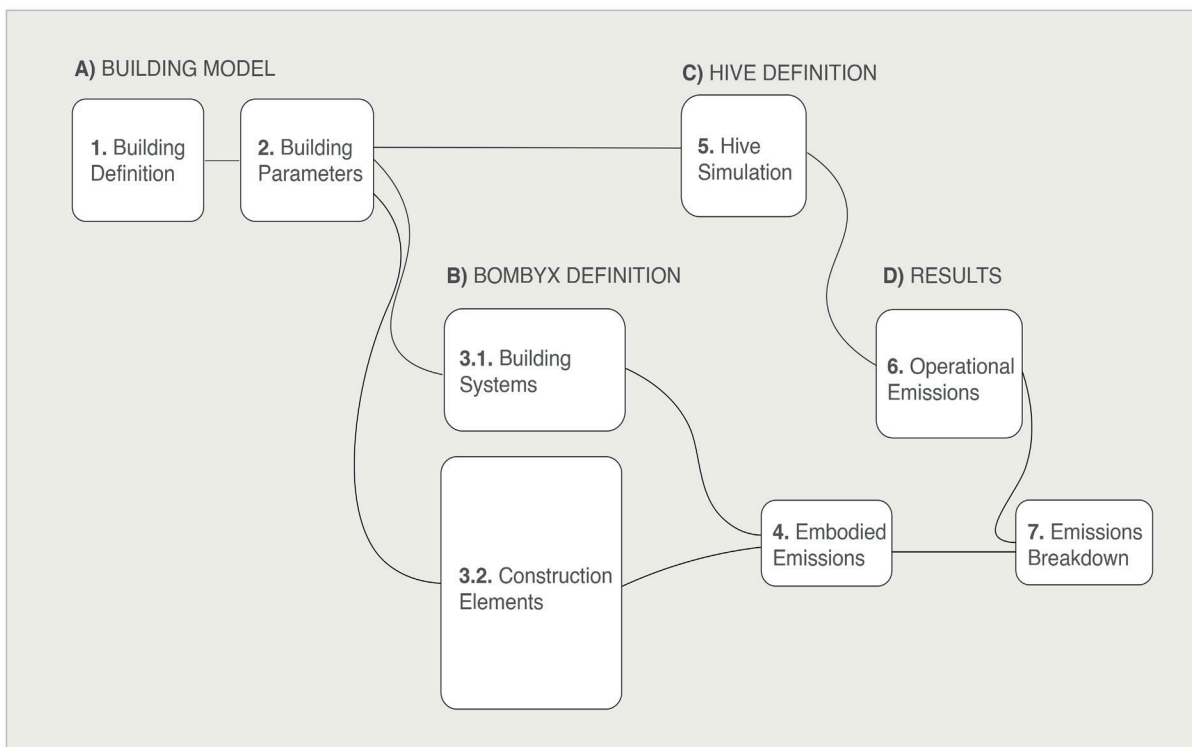 A) BUILDING MODEL
1. Building
Definition
2. Building
Parameters
C) HIVE DEFINITION
5. Hive
Simulation
B) BOMBYX DEFINITION
3.1. Building
Systems
3.2. Construction
Elements
4. Embodied
Emissions
D) RESULTS
6. Operational
Emissions
7. Emissions
Breakdown